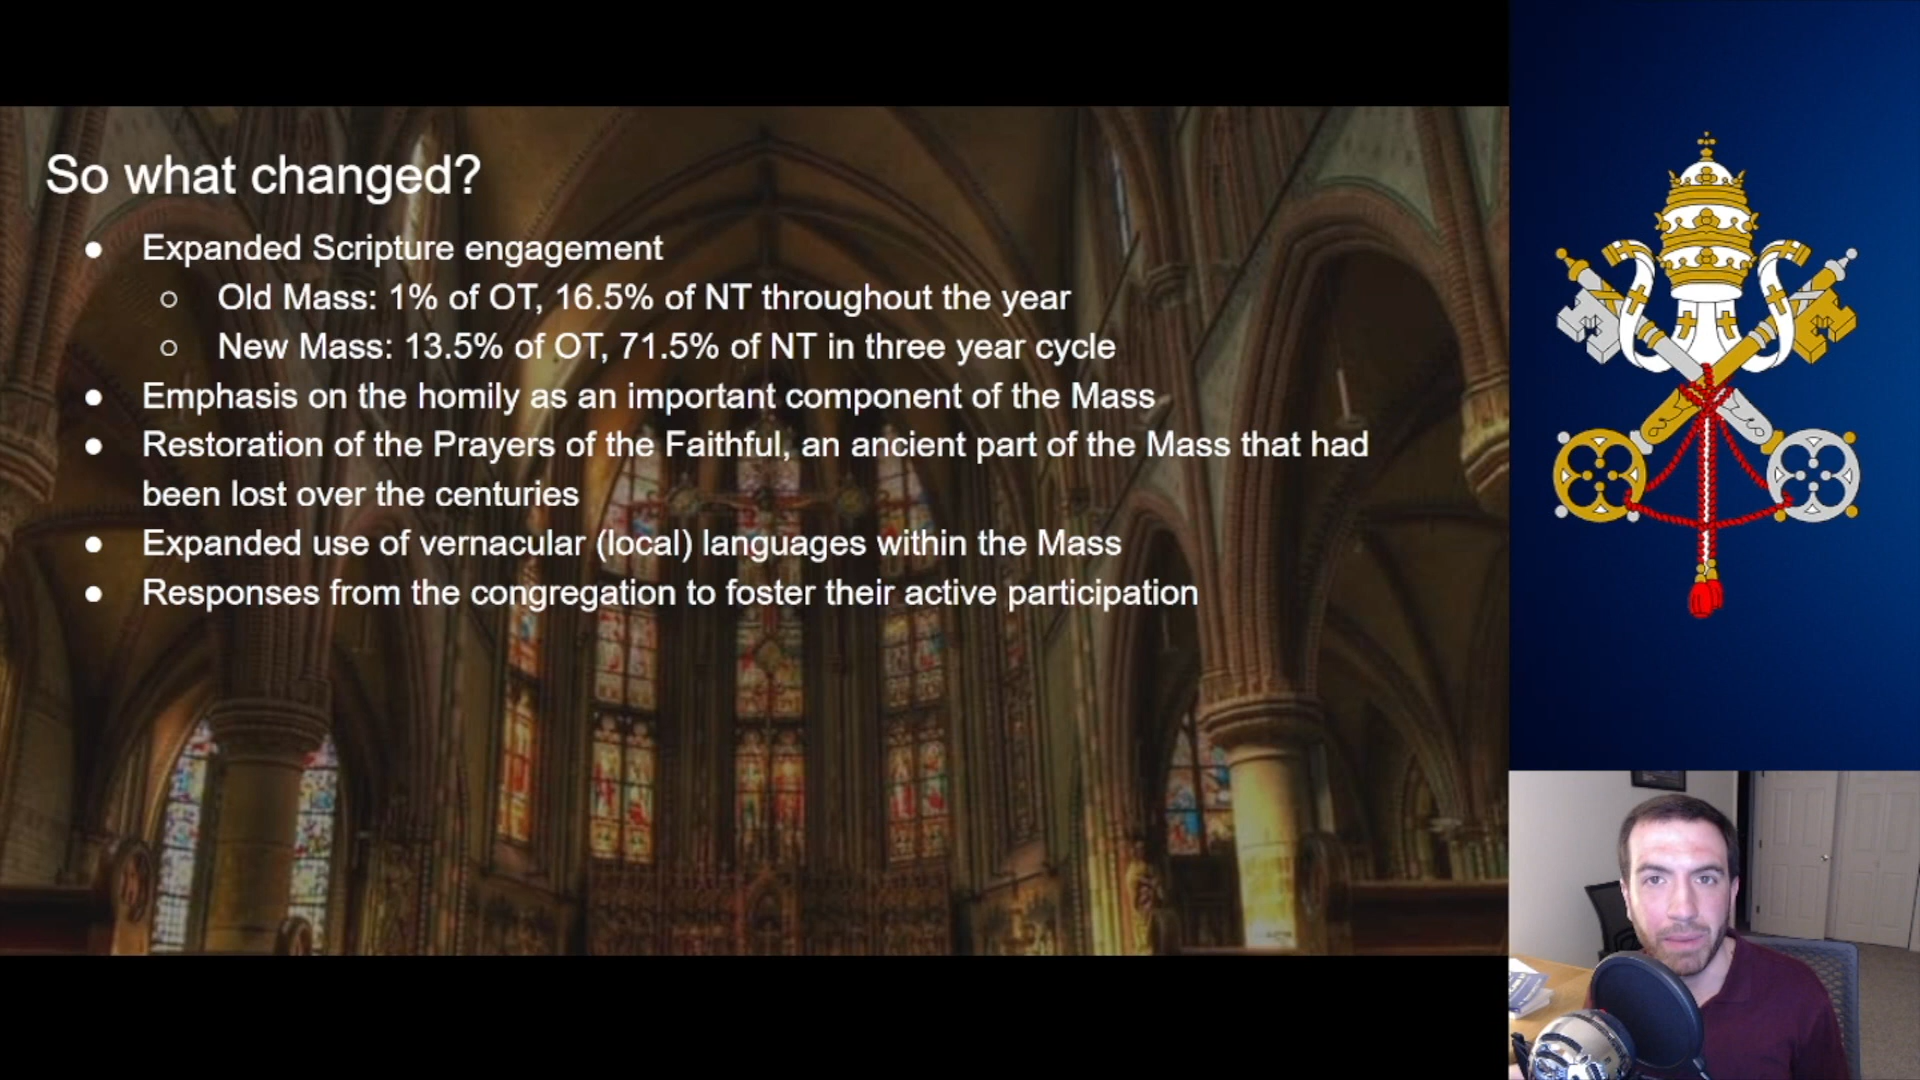 So what changed?
● Expanded Scripture engagement
○ Old Mass: 1% of OT, 16.5% of NT throughout the year
○ New Mass: 13.5% of OT, 71.5% of NT in three year cycle
● Emphasis on the homily as an important component of the Mass
● Restoration of the Prayers of the Faithful, an ancient part of the Mass that had
been lost over the centuries
● Expanded use of vernacular (local) languages within the Mass
● Responses from the congregation to foster their active participation